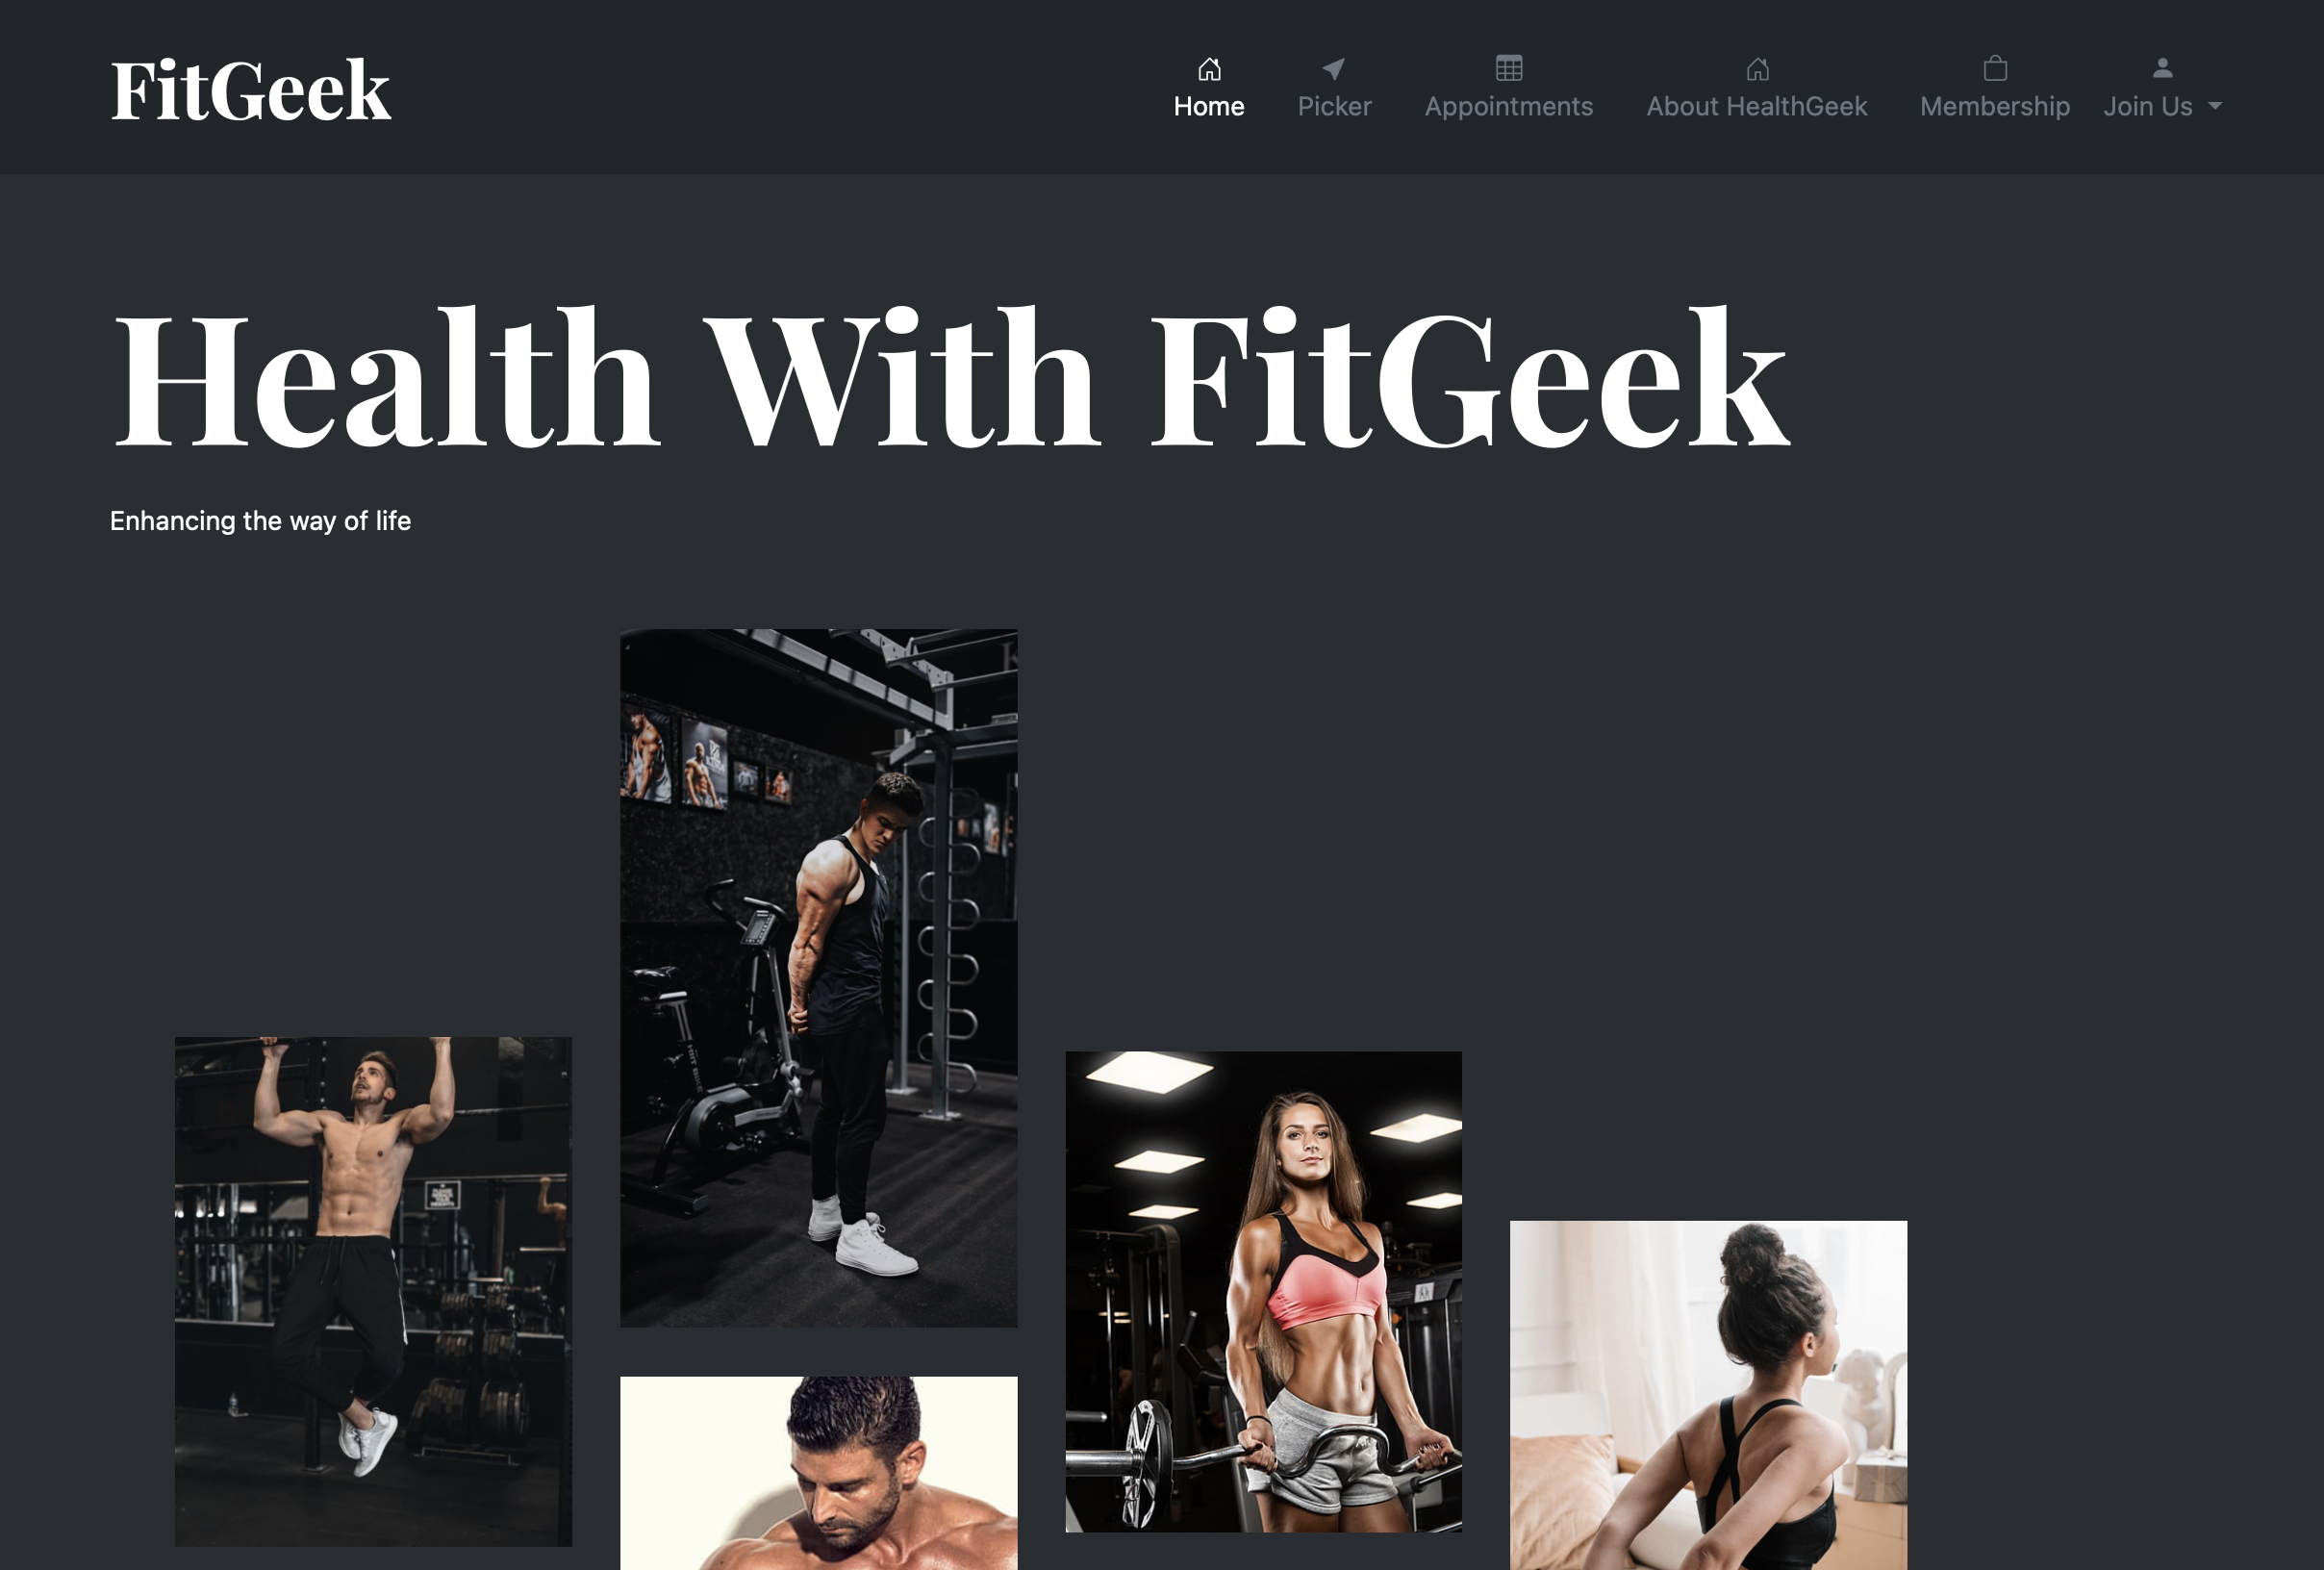 FitGeek
Home Picker Appointments About HealthGeek Membership Join Us
Health With FitGeek
Enhancing the way of life